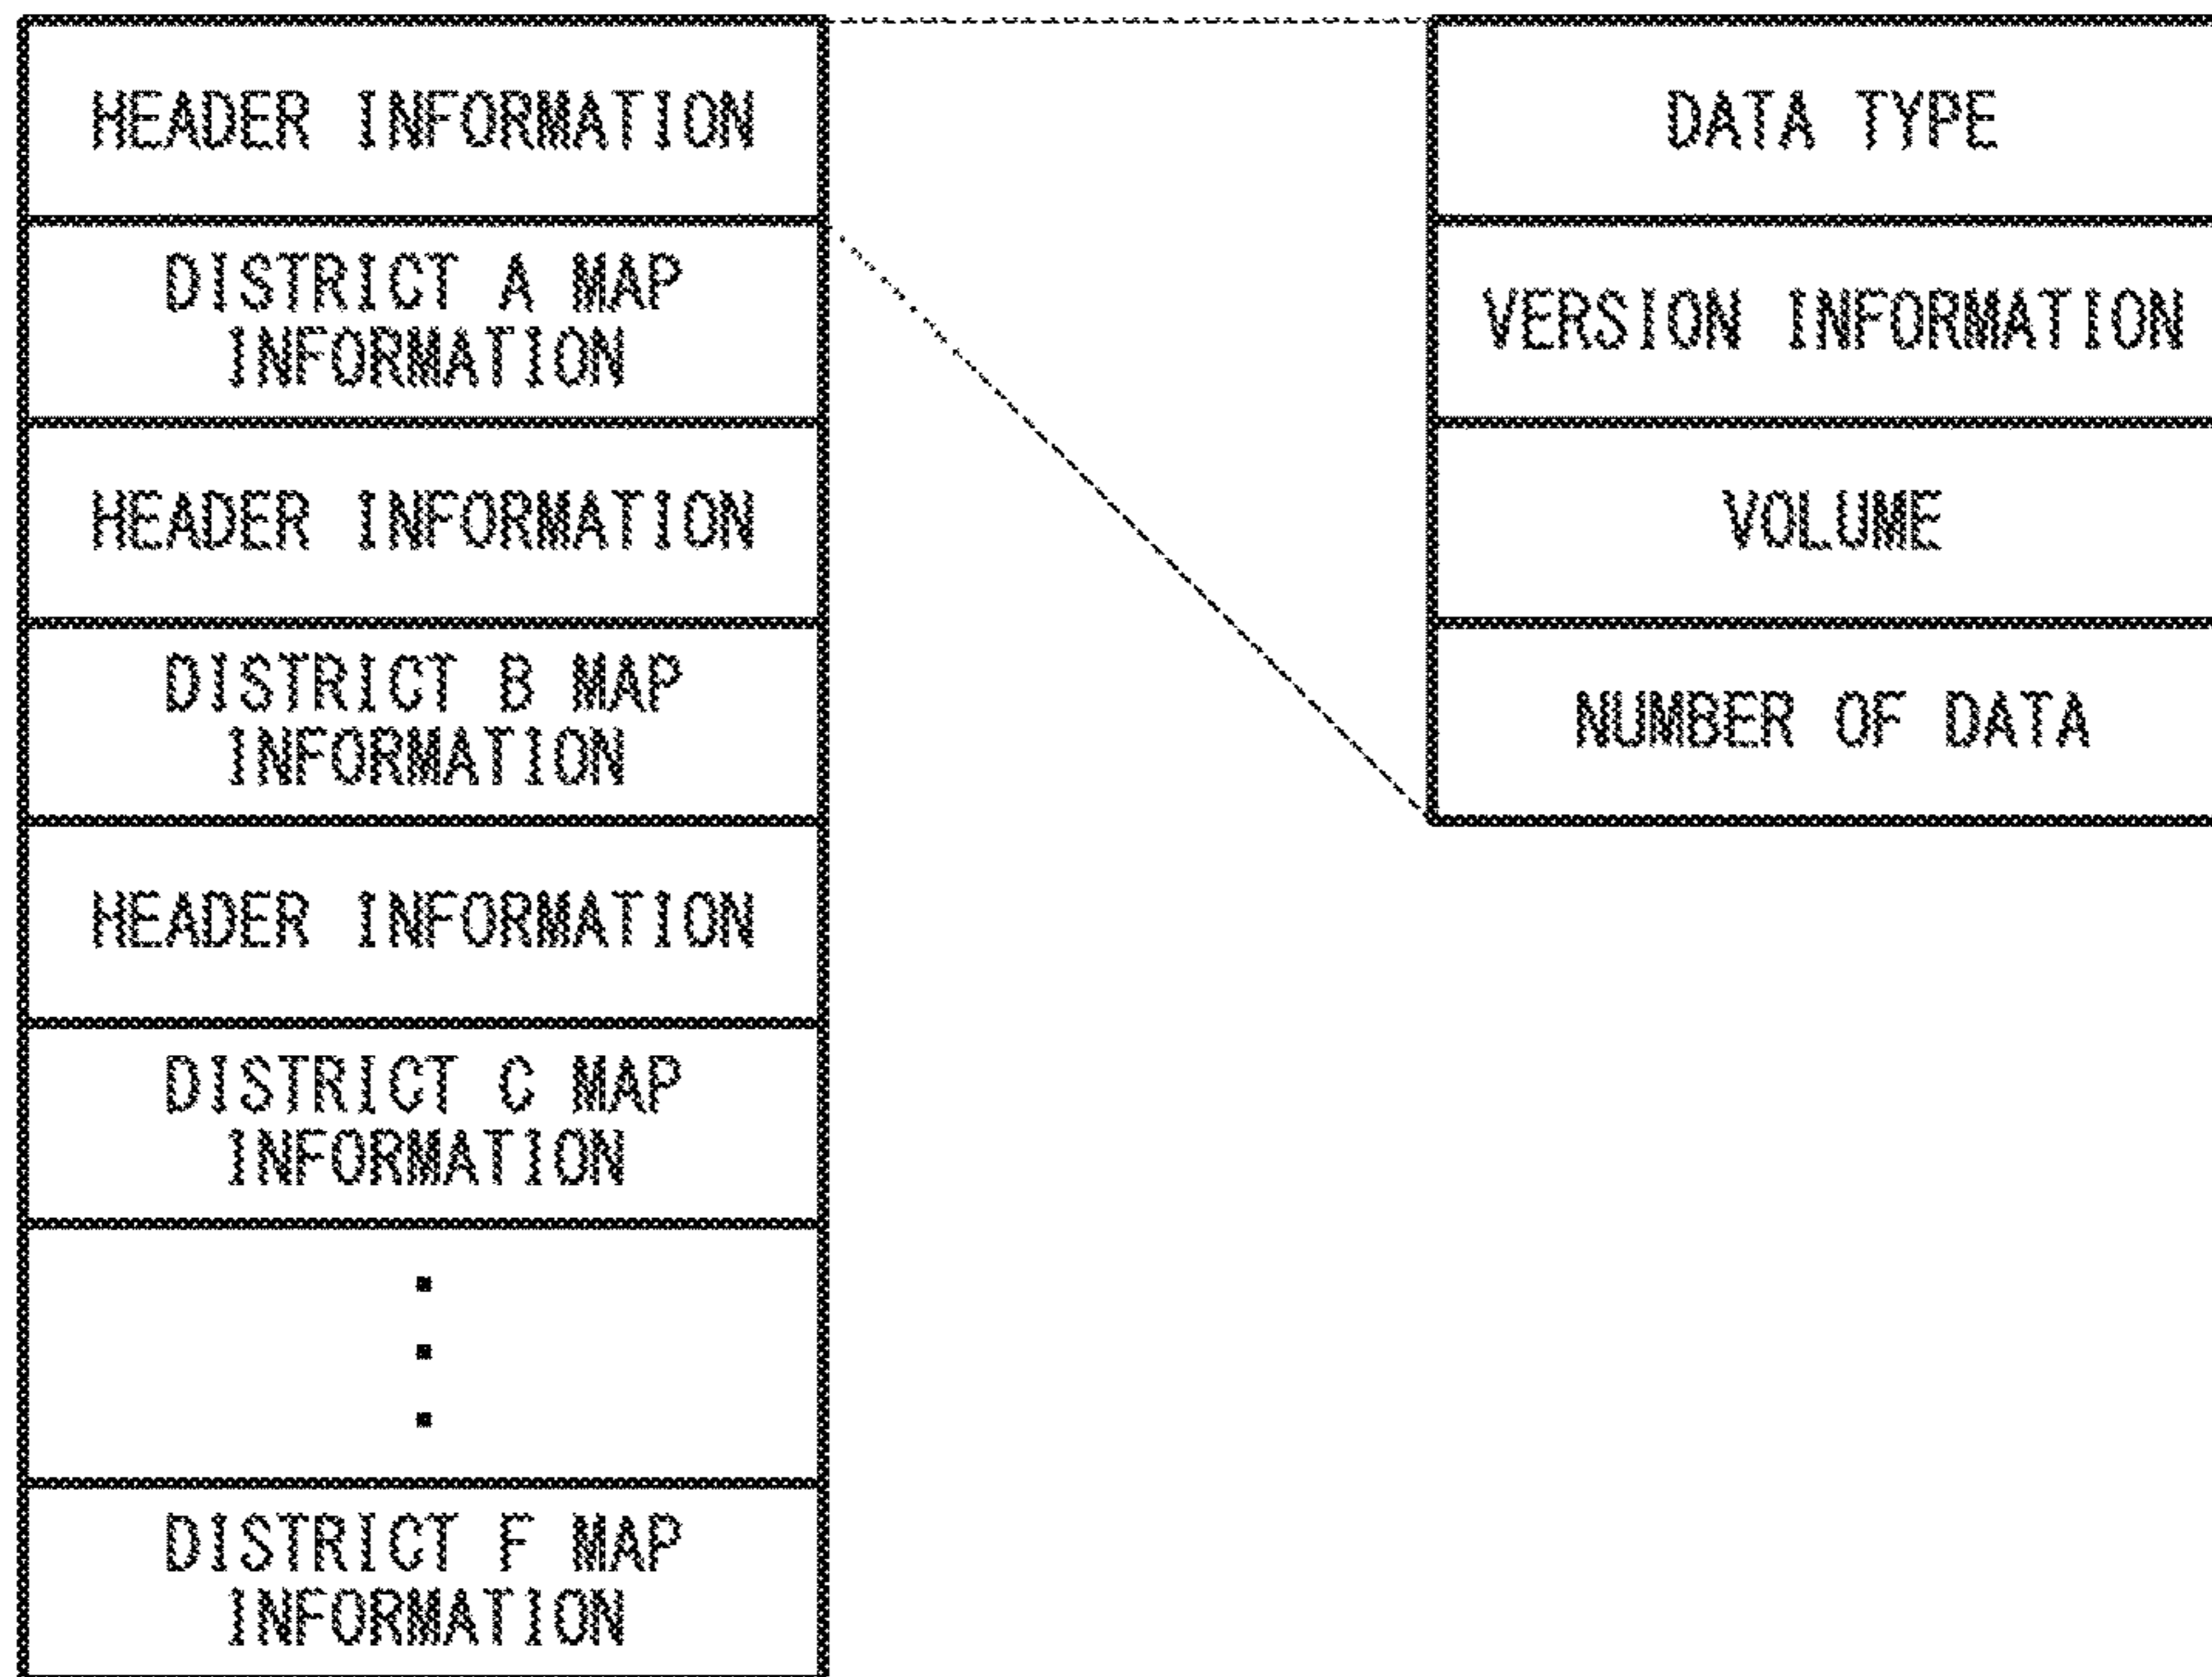 HEADER INFORMATION
DISTRICT A MAP
INFORMATION
HEADER INFORMATION
DISTRICT B MAP
INFORMATION
HEADER INFORMATION
DISTRICT C MAP
INFORMATION
DISTRICT F MAP
INFORMATION
DATA TYPE
VERSION INFORMATION
VOLUME
NUMBER OF DATA